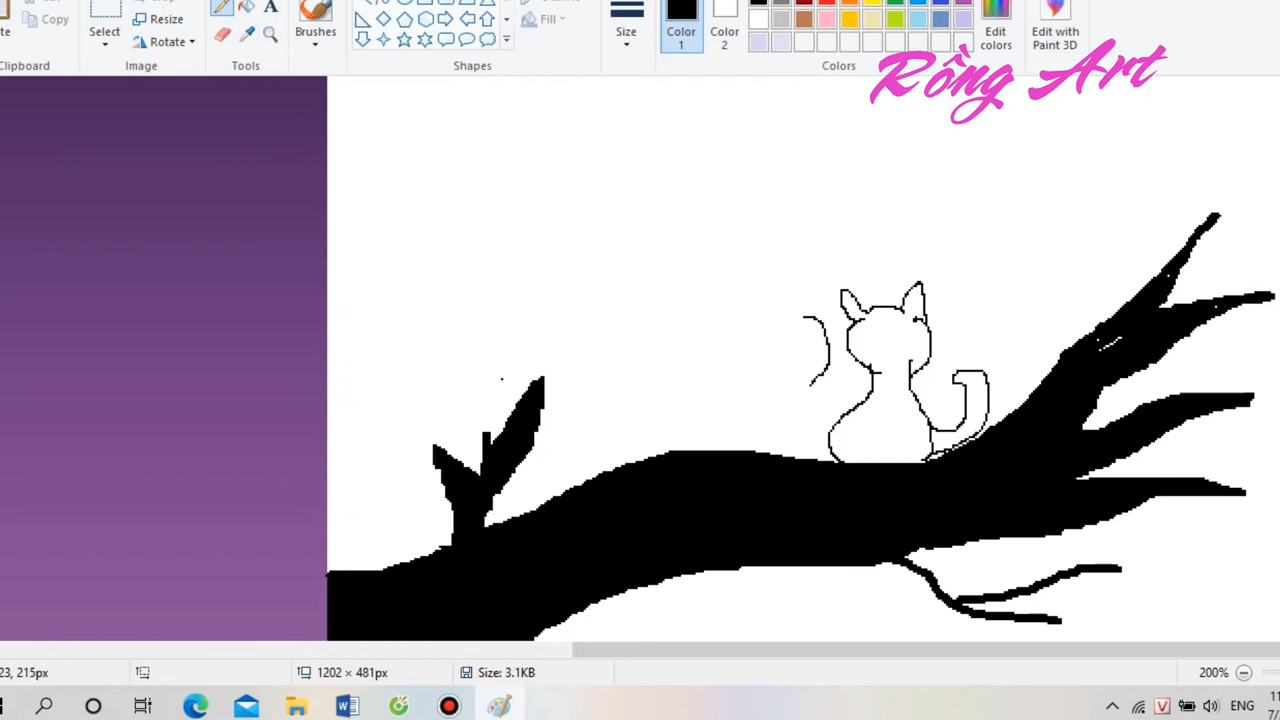 Copy
Resize
Rotate
Select
A
Brushes
Size
Color
1
Color
2
Fill
Edit
colors
Edit with
Paint 3D
Clipboard
Image
Tools
Shapes
Colors
Rồng Art
23, 215px
1202 × 481px
Size: 3.1KB
200%
W
V
ENG